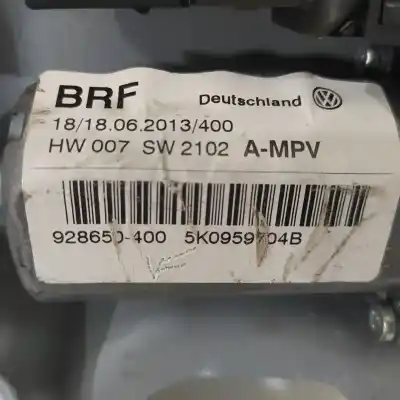 BRF Deutschland
18/18.06.2013/400
HW 007 SW 2102 A-MPV
928650-400 5K0959704B